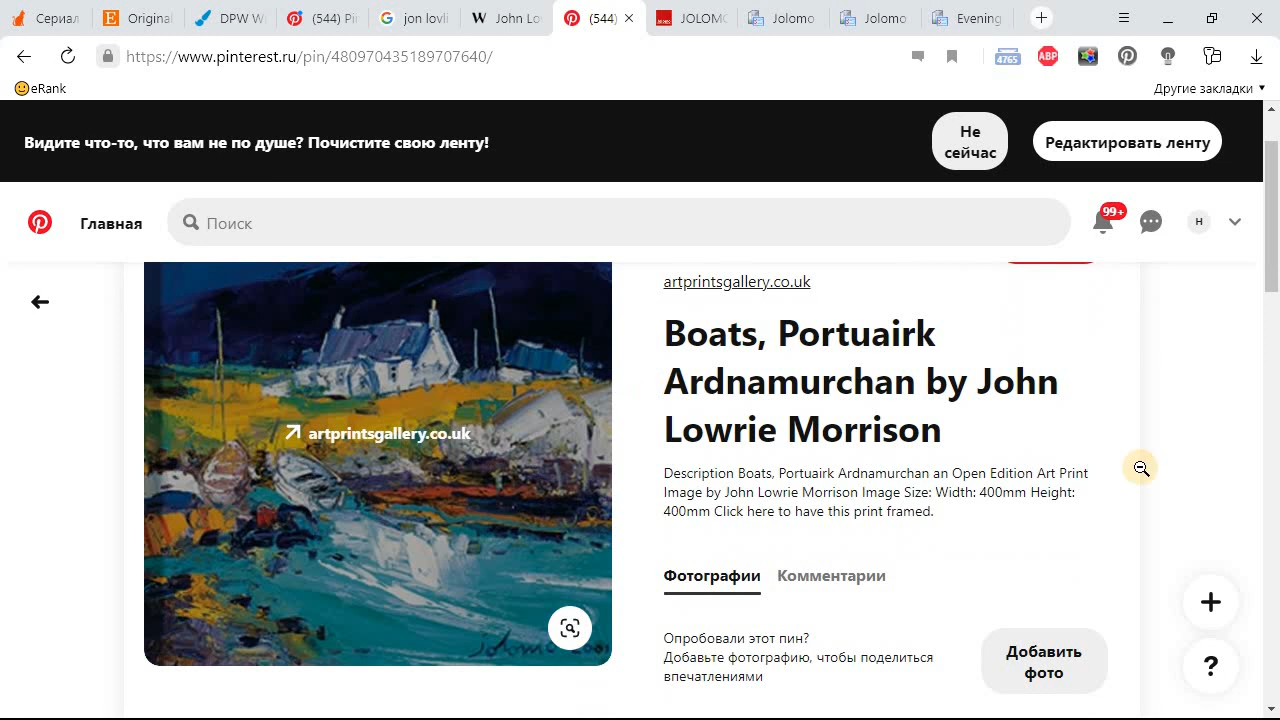 Сериал
Original
DPW W
(544) Pi
jon lovli
John Lo
(544)
JOLOMO
Jolomo
Jolomo
Evening
https://www.pinterest.ru/pin/480970435189707640/
4765
ABP
eRank
Другие закладки
Видите что-то, что вам не по душе? Почистите свою ленту!
Не
сейчас
Редактировать ленту
Главная
Поиск
99+
Н
artprintsgallery.co.uk
Boats, Portuairk
Ardnamurchan by John
Lowrie Morrison
artprintsgallery.co.uk
Description Boats, Portuairk Ardnamurchan an Open Edition Art Print
Image by John Lowrie Morrison Image Size: Width: 400mm Height:
400mm Click here to have this print framed.
Фотографии
Комментарии
Опробовали этот пин?
Добавьте фотографию, чтобы поделиться
впечатлениями
Добавить
фото
Jolomo 2001
?